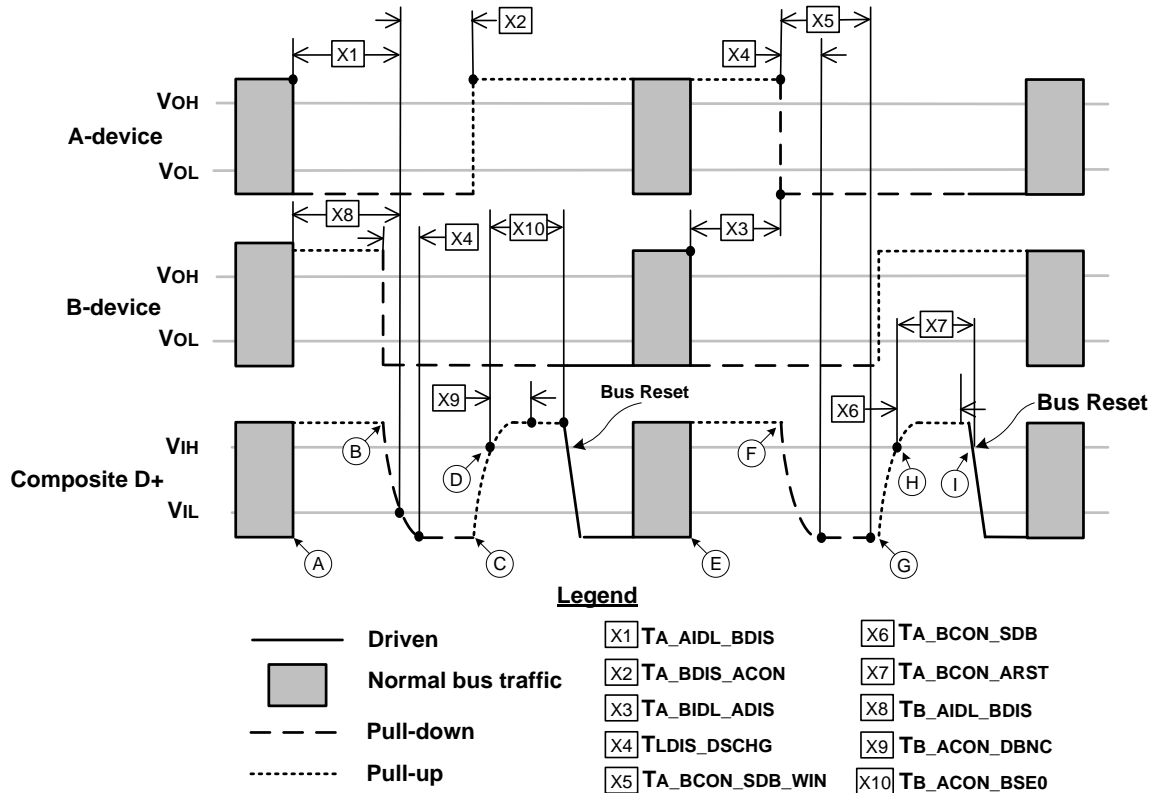 X2
X5
X1
X4
VOH
A-device
VOL
X8
X4
X10
X3
VOH
B-device
VOL
X7
X9
Bus Reset
X6
Bus Reset
VIH
B
D
F
H
I
Composite D+
VIL
A
C
E
G
Legend
Driven
Normal bus traffic
Pull-down
Pull-up
X1 TA_AIDL_BDIS
X2 TA_BDIS_ACON
X3 TA_BIDL_ADIS
X4 TLDIS_DSCHG
X5 TA_BCON_SDB_WIN
X6 TA_BCON_SDB
X7 TA_BCON_ARST
X8 TB_AIDL_BDIS
X9 TB_ACON_DBNC
X10 TB_ACON_BSE0